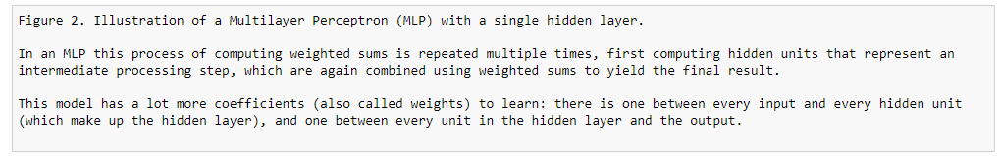 Figure 2. Illustration of a Multilayer Perceptron (MLP) with a single hidden layer.
In an MLP this process of computing weighted sums is repeated multiple times, first computing hidden units that represent an
intermediate processing step, which are again combined using weighted sums to yield the final result.
This model has a lot more coefficients (also called weights) to learn: there is one between every input and every hidden unit
(which make up the hidden layer), and one between every unit in the hidden layer and the output.